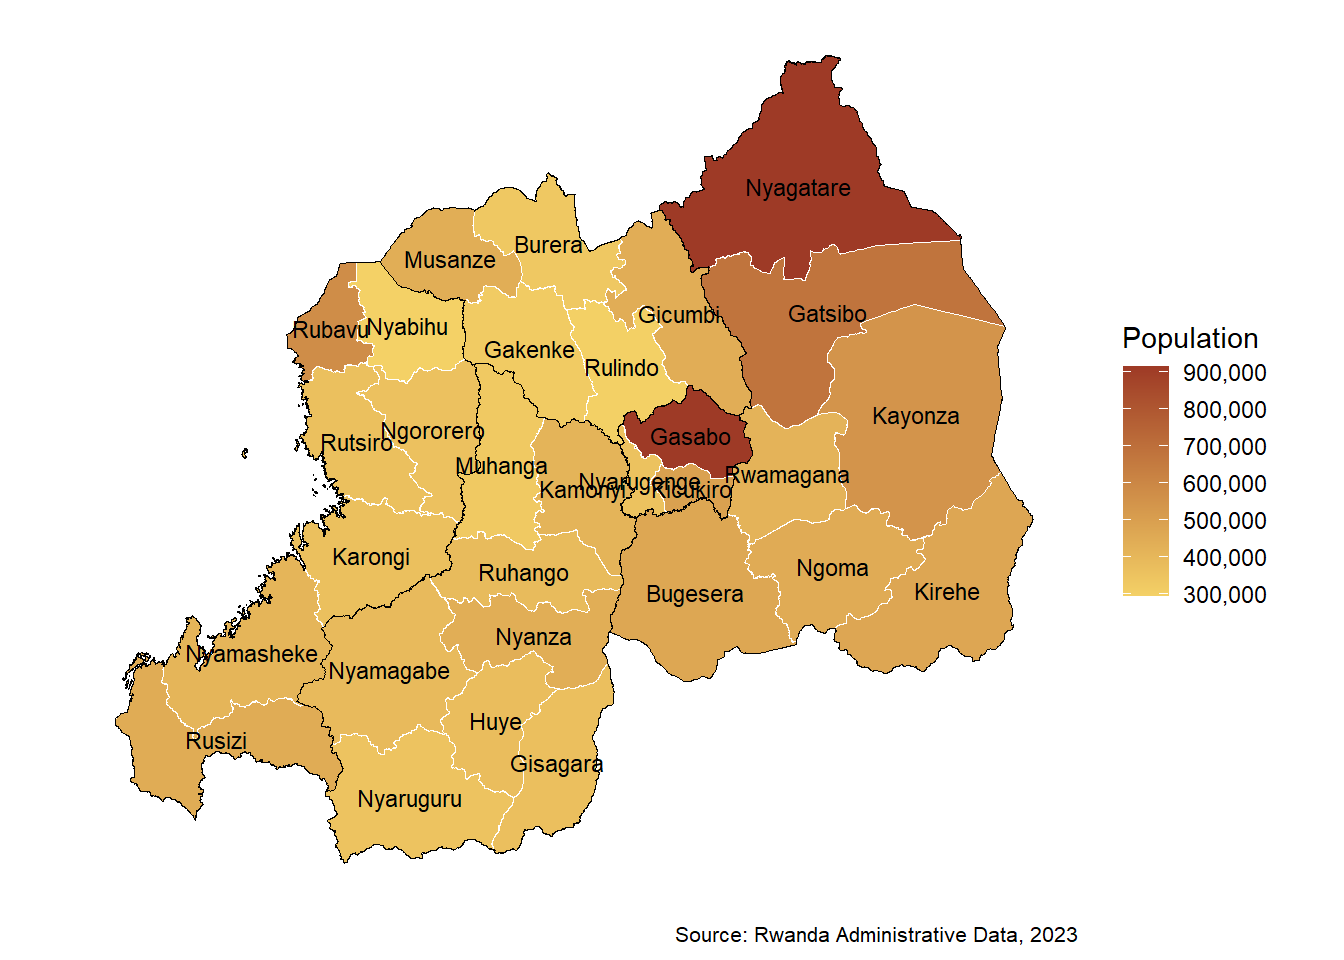 Nyagatare
Burera
Musanze
Gicumbi
Gatsibo
Rubavu
Nyabihu
Gakenke
Rulindo
Kayonza
Ngororero
Gasabo
Rutsiro
Muhanga
Rwamagana
Nyarugenge
Kamonyi
Kicukiro
Karongi
Ruhango
Ngoma
Bugesera
Kirehe
Nyanza
Nyamasheke
Nyamagabe
Huye
Rusizi
Gisagara
Nyaruguru
Population
900,000
800,000
700,000
600,000
500,000
400,000
300,000
Source: Rwanda Administrative Data, 2023